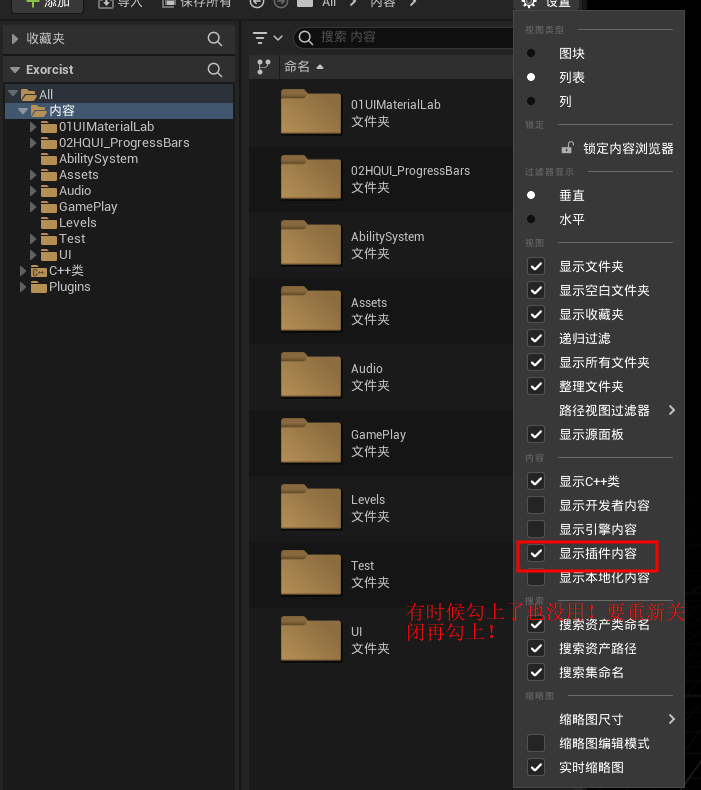 添加
导入
保存所有
All
内容
设置
收藏夹
Exorcist
All
内容
01UIMaterialLab
02HQUI_ProgressBars
AbilitySystem
Assets
Audio
GamePlay
Levels
Test
UI
C++类
Plugins
搜索 内容
命名
01UIMaterialLab
文件夹
02HQUI_ProgressBars
文件夹
AbilitySystem
文件夹
Assets
文件夹
Audio
文件夹
GamePlay
文件夹
Levels
文件夹
Test
文件夹
UI
文件夹
视图类型
图块
列表
列
锁定
锁定内容浏览器
过滤器显示
垂直
水平
视图
显示文件夹
显示空白文件夹
显示收藏夹
递归过滤
显示所有文件夹
整理文件夹
路径视图过滤器
显示源面板
内容
显示C++类
显示开发者内容
显示引擎内容
显示插件内容
显示本地化内容
搜索
有时候勾上了也没用！要重新关
闭再勾上！
搜索资产类命名
搜索资产路径
搜索集命名
缩略图
缩略图尺寸
缩略图编辑模式
实时缩略图